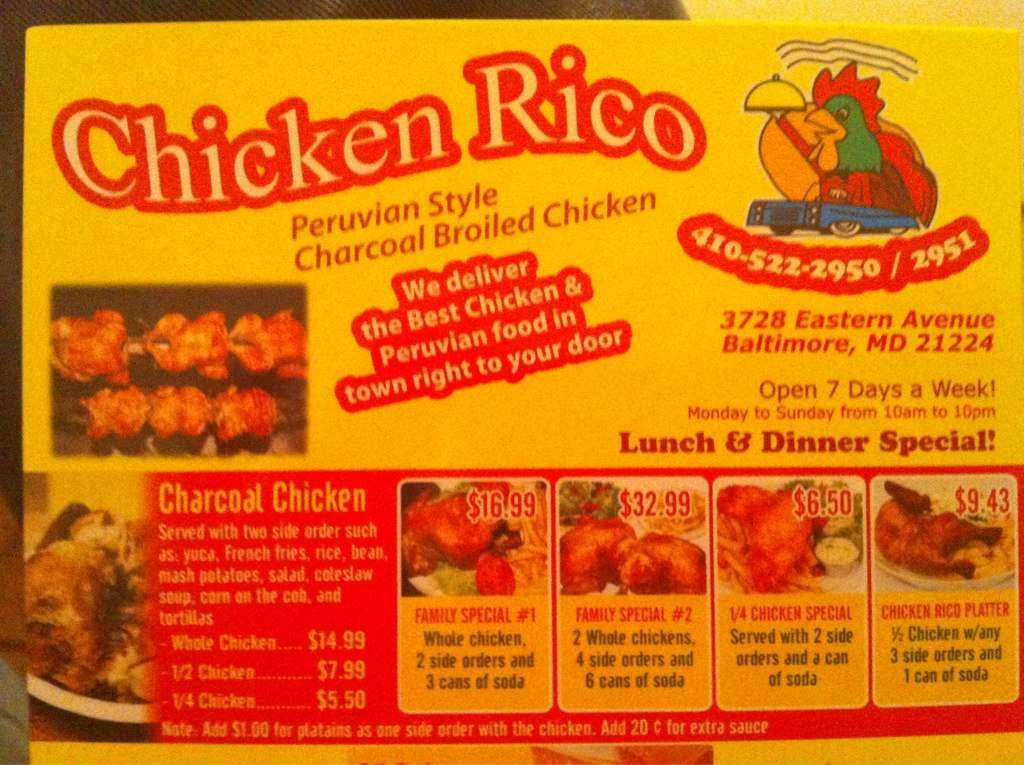 Chicken Rico
Peruvian Style
Charcoal Broiled Chicken
We deliver
the Best Chicken &
Peruvian food in
town right to your door
410-522-2950 / 2951
3728 Eastern Avenue
Baltimore, MD 21224
Open 7 Days a Week!
Monday to Sunday from 10am to 10pm
Lunch & Dinner Special!
Charcoal Chicken
Served with two side order such
as: yuca, French fries, rice, bean,
mash potatoes, salad, coleslaw
soup, corn on the cob, and
tortillas
- Whole Chicken..... $14.99
- 1/2 Chicken........... $7.99
- 1/4 Chicken........... $5.50
$16.99
FAMILY SPECIAL #1
Whole chicken,
2 side orders and
3 cans of soda
$32.99
FAMILY SPECIAL #2
2 Whole chickens,
4 side orders and
6 cans of soda
$6.50
1/4 CHICKEN SPECIAL
Served with 2 side
orders and a can
of soda
$9.43
CHICKEN RICO PLATTER
½ Chicken w/any
3 side orders and
1 can of soda
Note: Add $1.00 for platains as one side order with the chicken. Add 20 ¢ for extra sauce